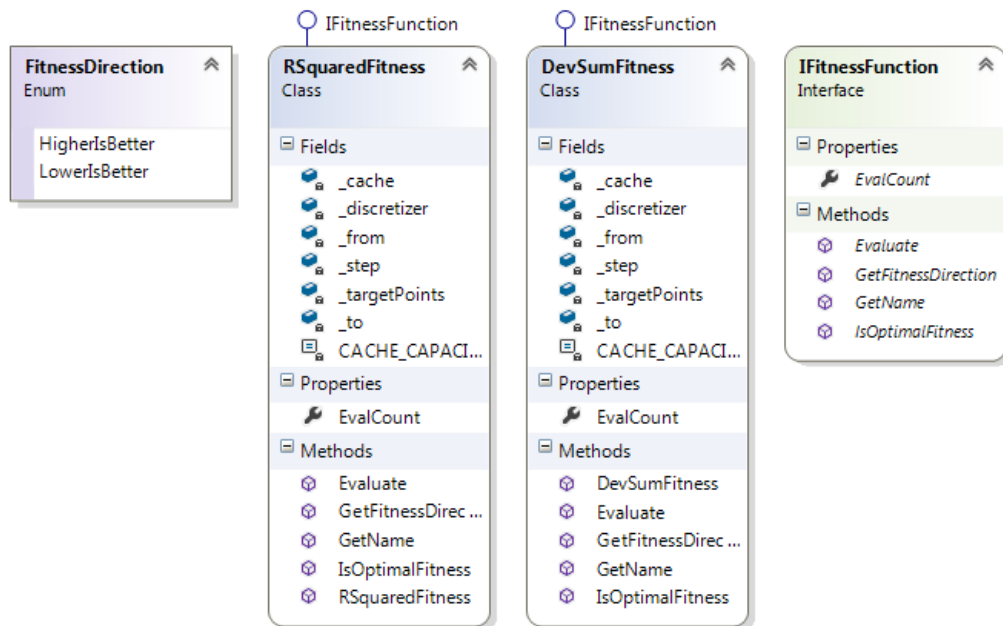 FitnessDirection
Enum
HigherIsBetter
LowerIsBetter
IFitnessFunction
RSquaredFitness
Class
Fields
_cache
_discretizer
_from
_step
_targetPoints
_to
CACHE_CAPACI...
Properties
EvalCount
Methods
Evaluate
GetFitnessDirec ...
GetName
IsOptimalFitness
RSquaredFitness
IFitnessFunction
DevSumFitness
Class
Fields
_cache
_discretizer
_from
_step
_targetPoints
_to
CACHE_CAPACI...
Properties
EvalCount
Methods
DevSumFitness
Evaluate
GetFitnessDirec ...
GetName
IsOptimalFitness
IFitnessFunction
Interface
Properties
EvalCount
Methods
Evaluate
GetFitnessDirection
GetName
IsOptimalFitness